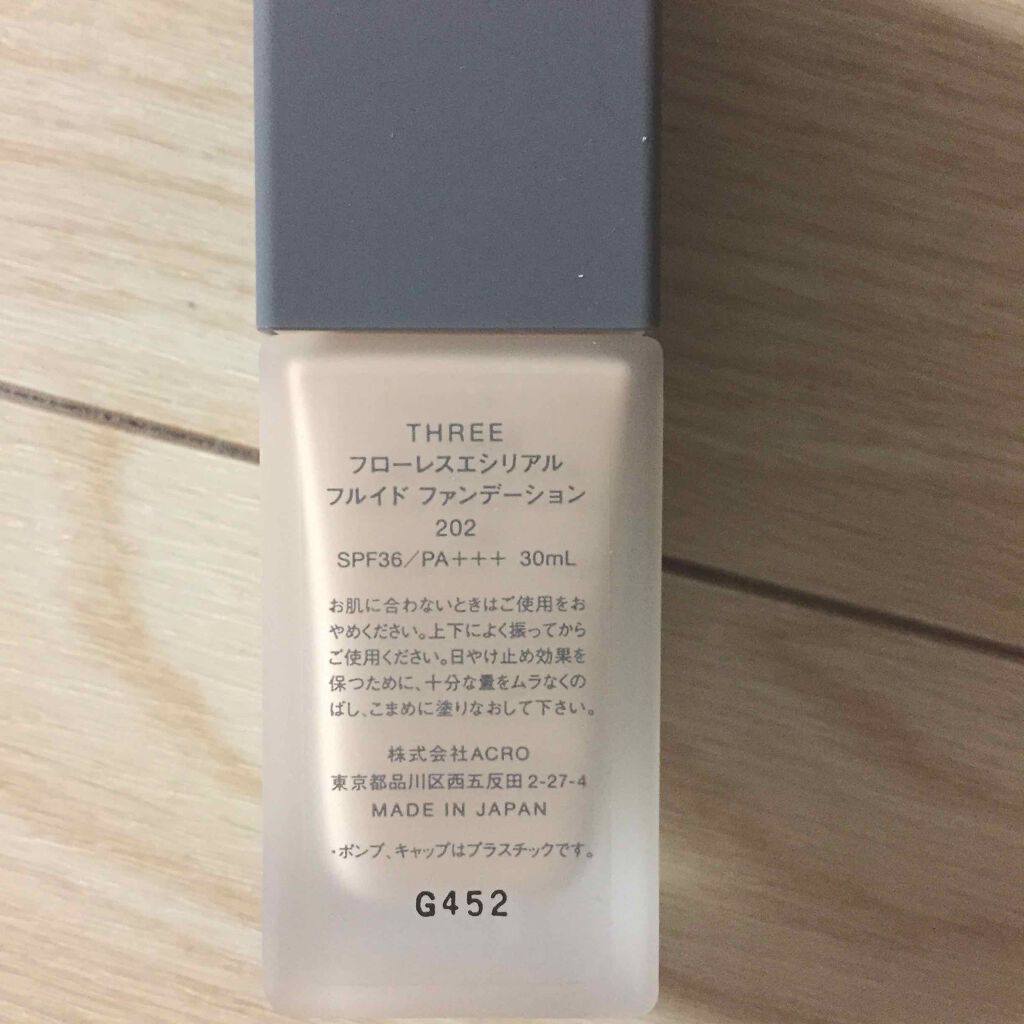 THREE
フローレスエシリアル
フルイド ファンデーション
202
SPF36/PA+++ 30mL
お肌に合わないときはご使用をお
やめください。上下によく振ってから
ご使用ください。日やけ止め効果を
保つために、十分な量をムラなくの
ばし、こまめに塗りなおして下さい。
株式会社ACRO
東京都品川区西五反田2-27-4
MADE IN JAPAN
・ポンプ、キャップはプラスチックです。
G452